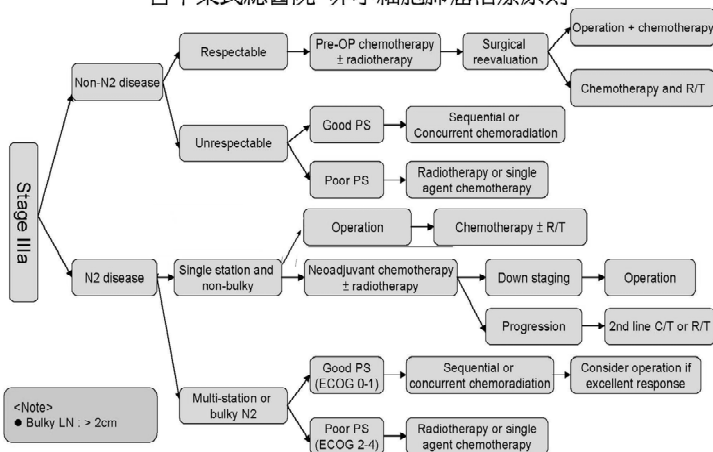 Respectable
Pre-OP chemotherapy
± radiotherapy
Surgical
reevaluation
Operation + chemotherapy
Chemotherapy and R/T
Non-N2 disease
Unrespectable
Good PS
Sequential or
Concurrent chemoradiation
Poor PS
Radiotherapy or single
agent chemotherapy
Stage IIIa
Operation
Chemotherapy ± R/T
N2 disease
Single station and
non-bulky
Neoadjuvant chemotherapy
± radiotherapy
Down staging
Operation
Progression
2nd line C/T or R/T
Multi-station or
bulky N2
Good PS
(ECOG 0-1)
Sequential or
concurrent chemoradiation
Consider operation if
excellent response
Poor PS
(ECOG 2-4)
Radiotherapy or single
agent chemotherapy
<Note>
● Bulky LN : > 2cm